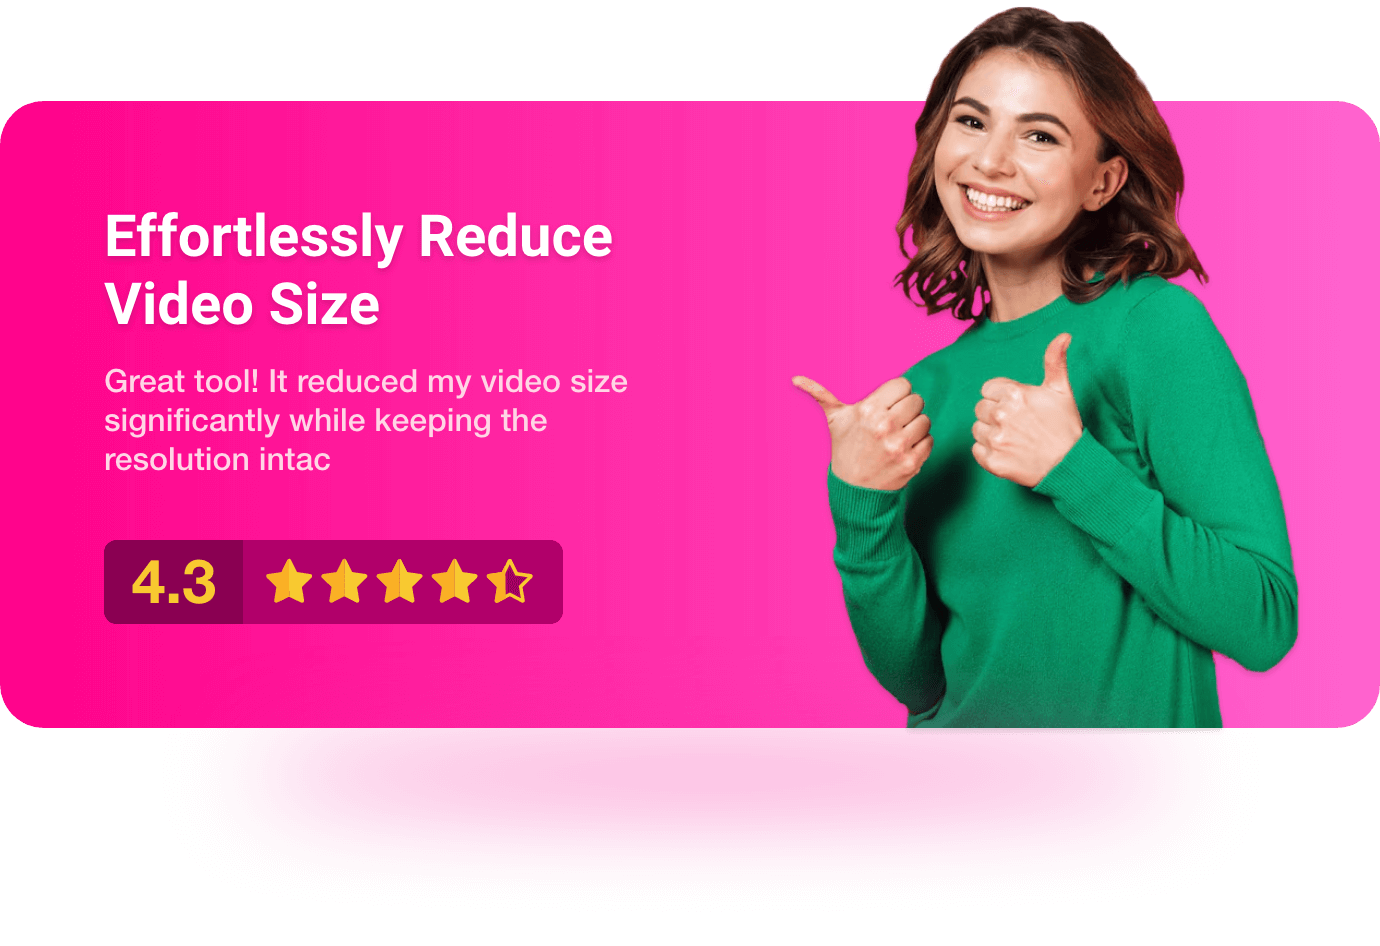 Effortlessly Reduce
Video Size
Great tool! It reduced my video size
significantly while keeping the
resolution intac
4.3